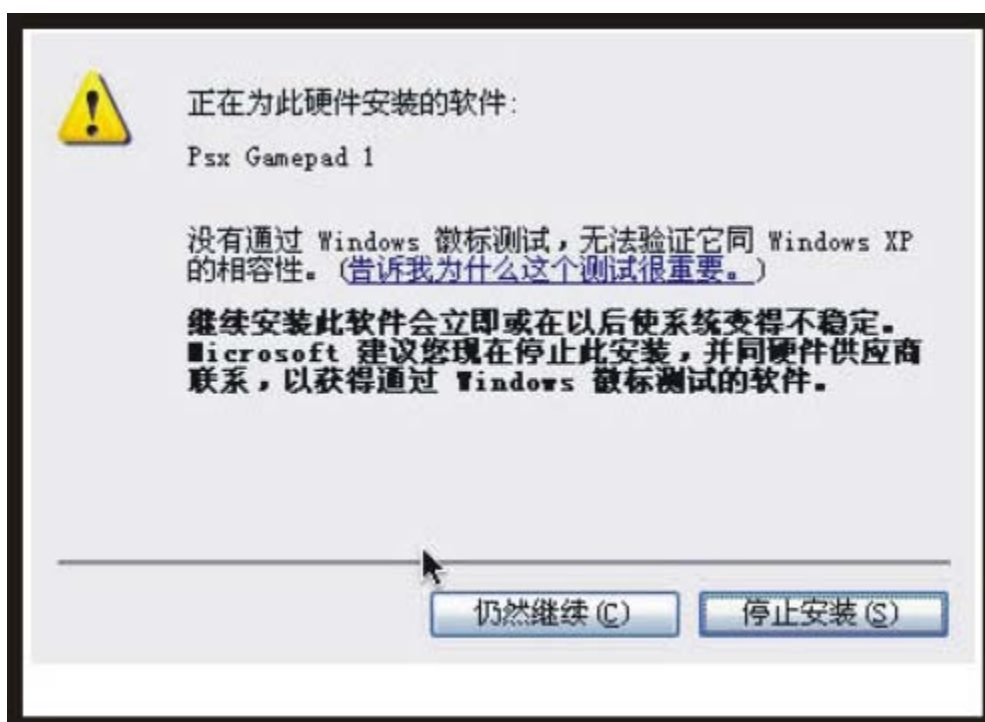 正在为此硬件安装的软件:
Psx Gamepad 1
没有通过 Windows 徽标测试，无法验证它同 Windows XP
的相容性。(告诉我为什么这个测试很重要。)
继续安装此软件会立即或在以后使系统变得不稳定。
Microsoft 建议您现在停止此安装，并同硬件供应商
联系，以获得通过 Windows 徽标测试的软件。
仍然继续(C) 停止安装(S)